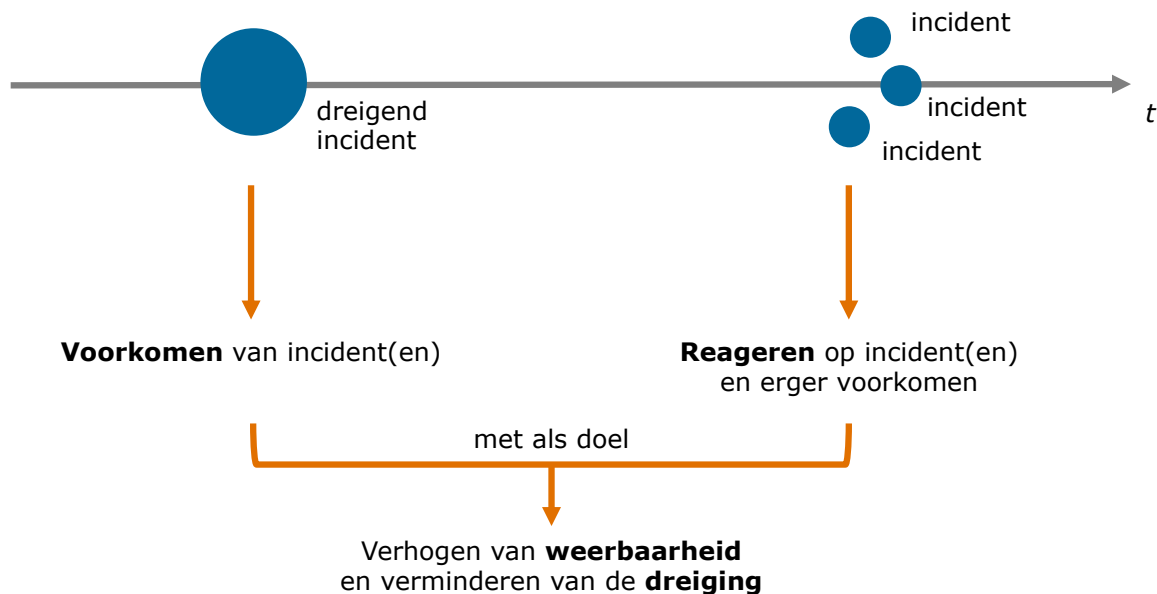 incident
dreigend
incident
incident
t
incident
Voorkomen van incident(en)
Reageren op incident(en)
en erger voorkomen
met als doel
Verhogen van weerbaarheid
en verminderen van de dreiging